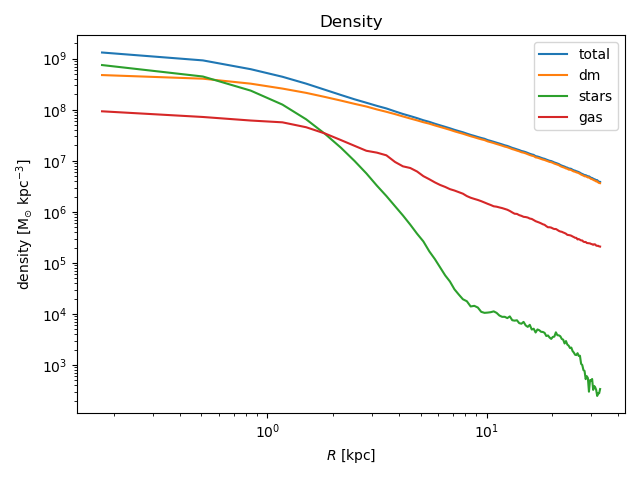 Density
density [M⊙ kpc⁻³]
10⁹
10⁸
10⁷
10⁶
10⁵
10⁴
10³
total
dm
stars
gas
10⁰
10¹
R [kpc]